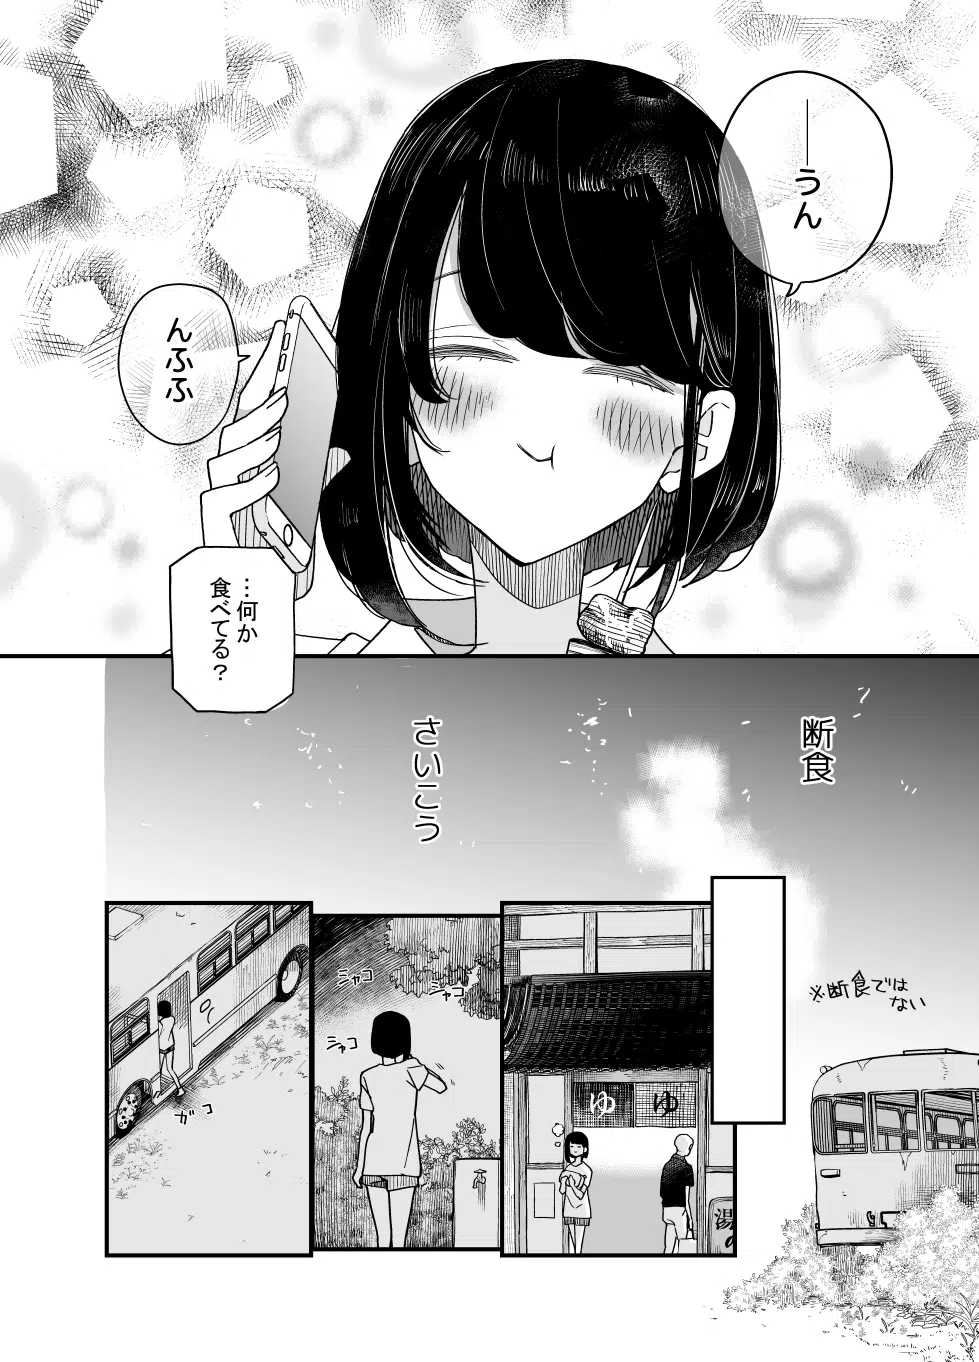 ――うん
んふふ
…何か
食べてる？
断食
さいこう
※断食では
ない
ゆ
ゆ
湯
の
シャコ
シャコ
シャコ
ガコ